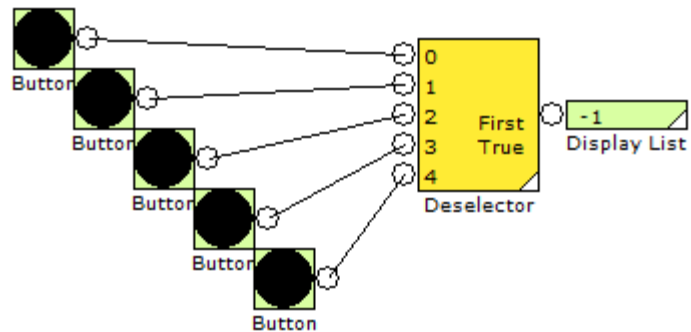 Button
Button
Button
Button
Button
0
1
2
3
4
First
True
Deselector
-1
Display List